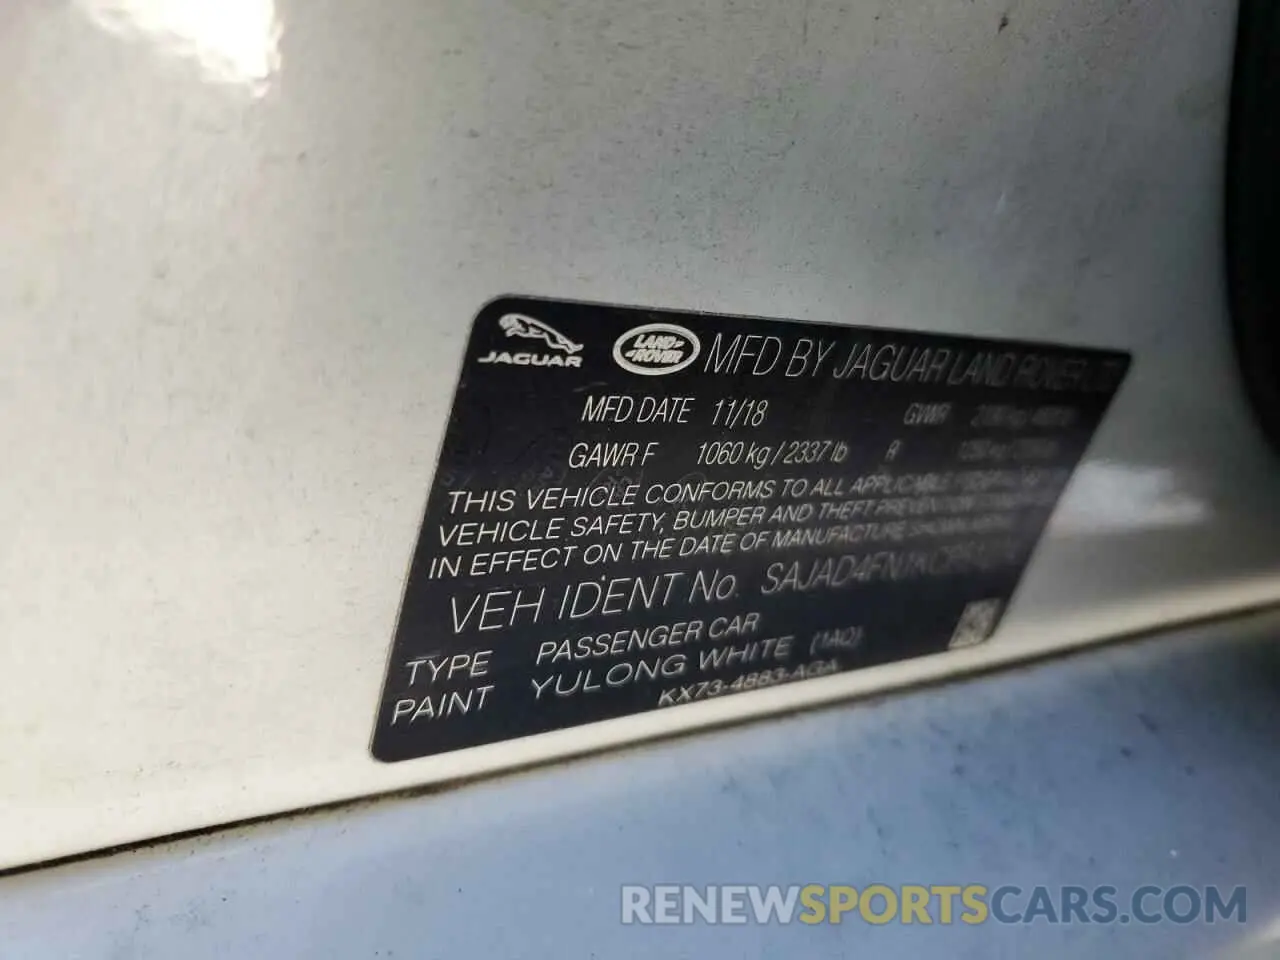 JAGUAR LAND ROVER MFD BY JAGUAR LAND ROVER LTD
MFD DATE 11/18 GVWR
GAWR F 1060 kg / 2337 lb R
THIS VEHICLE CONFORMS TO ALL APPLICABLE
VEHICLE SAFETY, BUMPER AND THEFT PREVENTION
IN EFFECT ON THE DATE OF MANUFACTURE SHOWN ABOVE
VEH IDENT No.
TYPE PASSENGER CAR
PAINT YULONG WHITE (1AQ)
KX73-4883-AGA
RENEWSPORTSCARS.COM